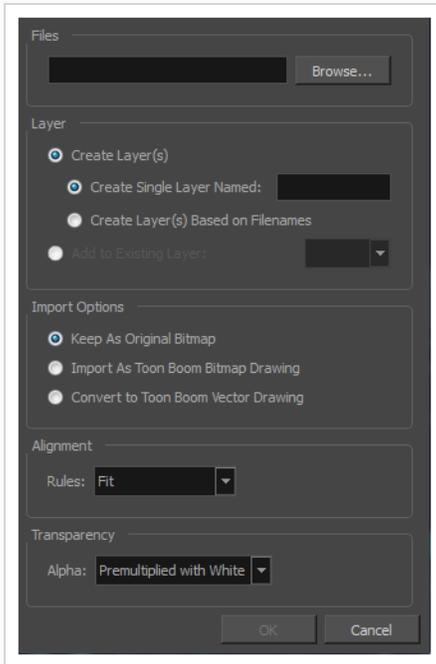 Files
Browse...
Layer
Create Layer(s)
Create Single Layer Named:
Create Layer(s) Based on Filenames
Add to Existing Layer:
Import Options
Keep As Original Bitmap
Import As Toon Boom Bitmap Drawing
Convert to Toon Boom Vector Drawing
Alignment
Rules: Fit
Transparency
Alpha: Premultiplied with White
OK Cancel